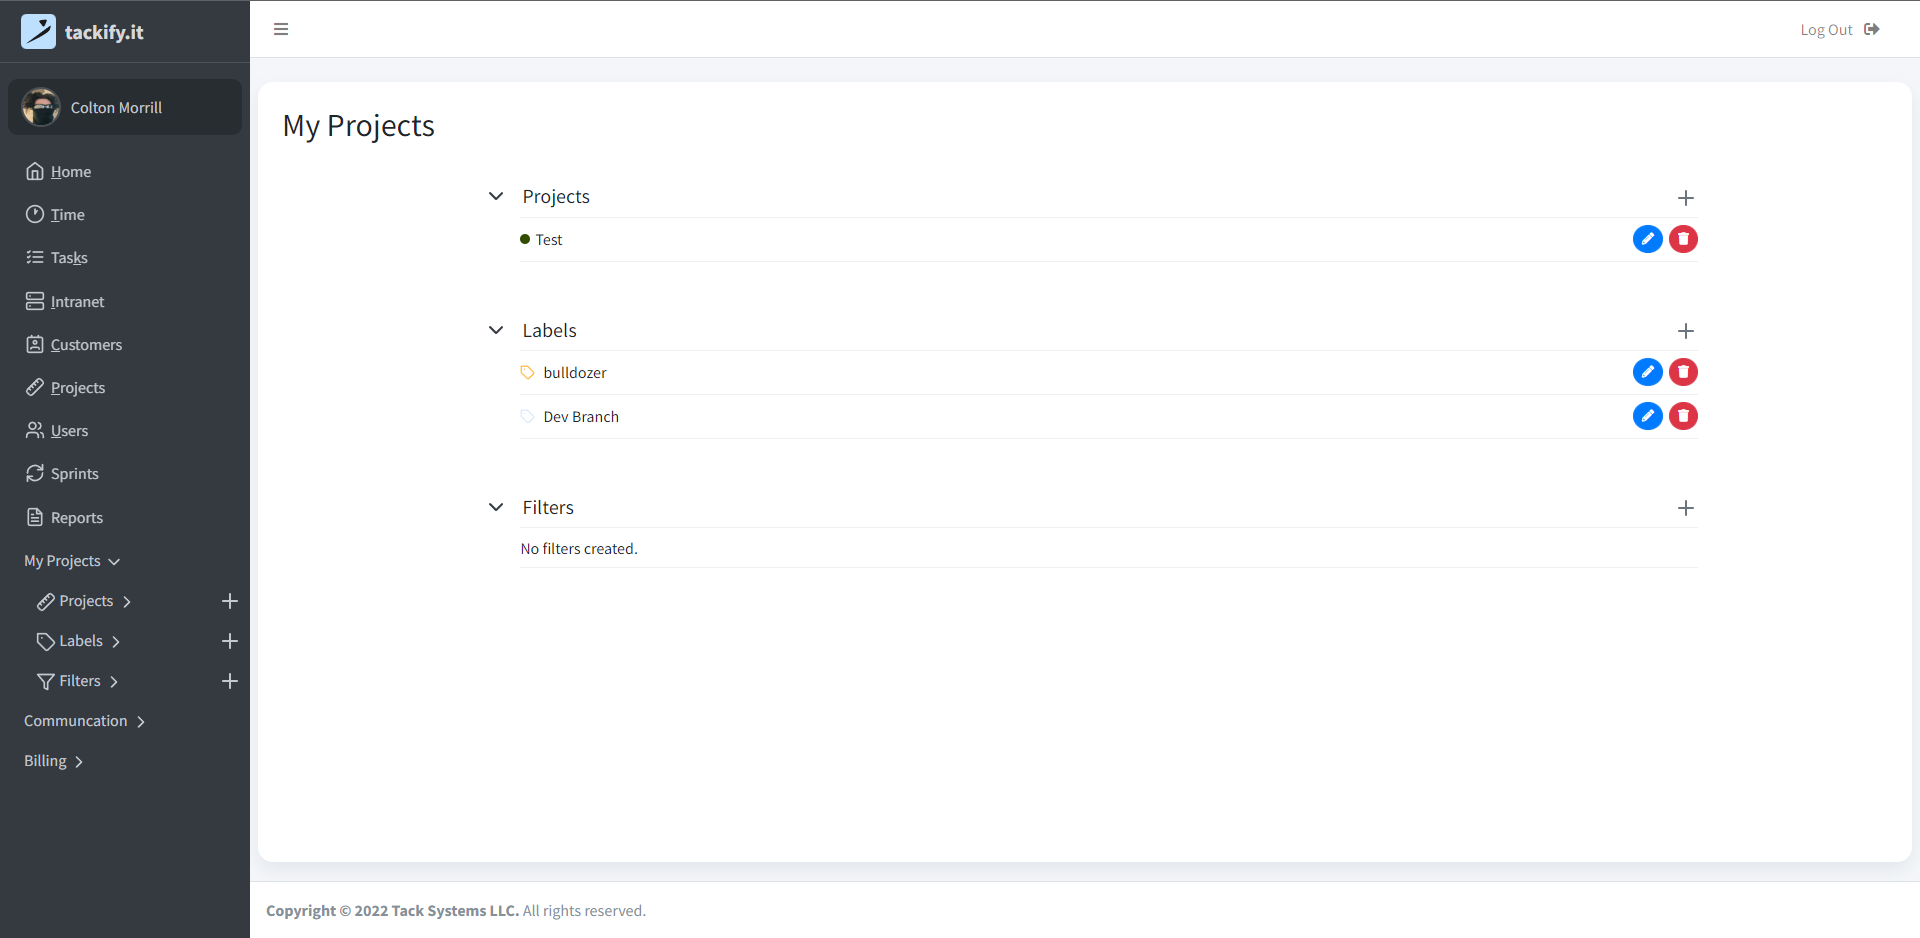 tackify.it
Log Out
Colton Morrill
Home
Time
Tasks
Intranet
Customers
Projects
Users
Sprints
Reports
My Projects
Projects
Labels
Filters
Communcation
Billing
My Projects
Projects
Test
Labels
bulldozer
Dev Branch
Filters
No filters created.
Copyright © 2022 Tack Systems LLC. All rights reserved.